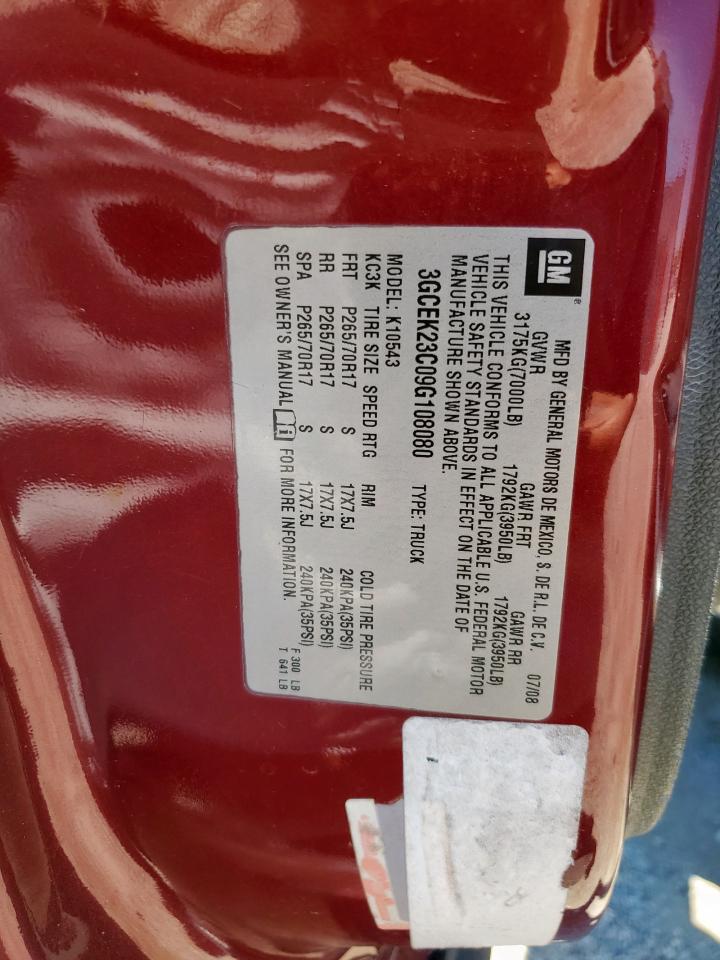 GM ®
MFD BY GENERAL MOTORS DE MEXICO, S. DE R.L. DE C.V. 07/08
GVWR GAWR FRT GAWR RR
3175KG(7000LB) 1792KG(3950LB) 1792KG(3950LB)
THIS VEHICLE CONFORMS TO ALL APPLICABLE U.S. FEDERAL MOTOR
VEHICLE SAFETY STANDARDS IN EFFECT ON THE DATE OF
MANUFACTURE SHOWN ABOVE.
3GCEK23C09G108080 TYPE: TRUCK
MODEL: K10543
KC3K TIRE SIZE SPEED RTG RIM COLD TIRE PRESSURE
FRT P265/70R17 S 17X7.5J 240KPA(35PSI)
RR P265/70R17 S 17X7.5J 240KPA(35PSI)
SPA P265/70R17 S 17X7.5J 240KPA(35PSI)
SEE OWNER'S MANUAL FOR MORE INFORMATION.
F 300 LB
T 641 LB